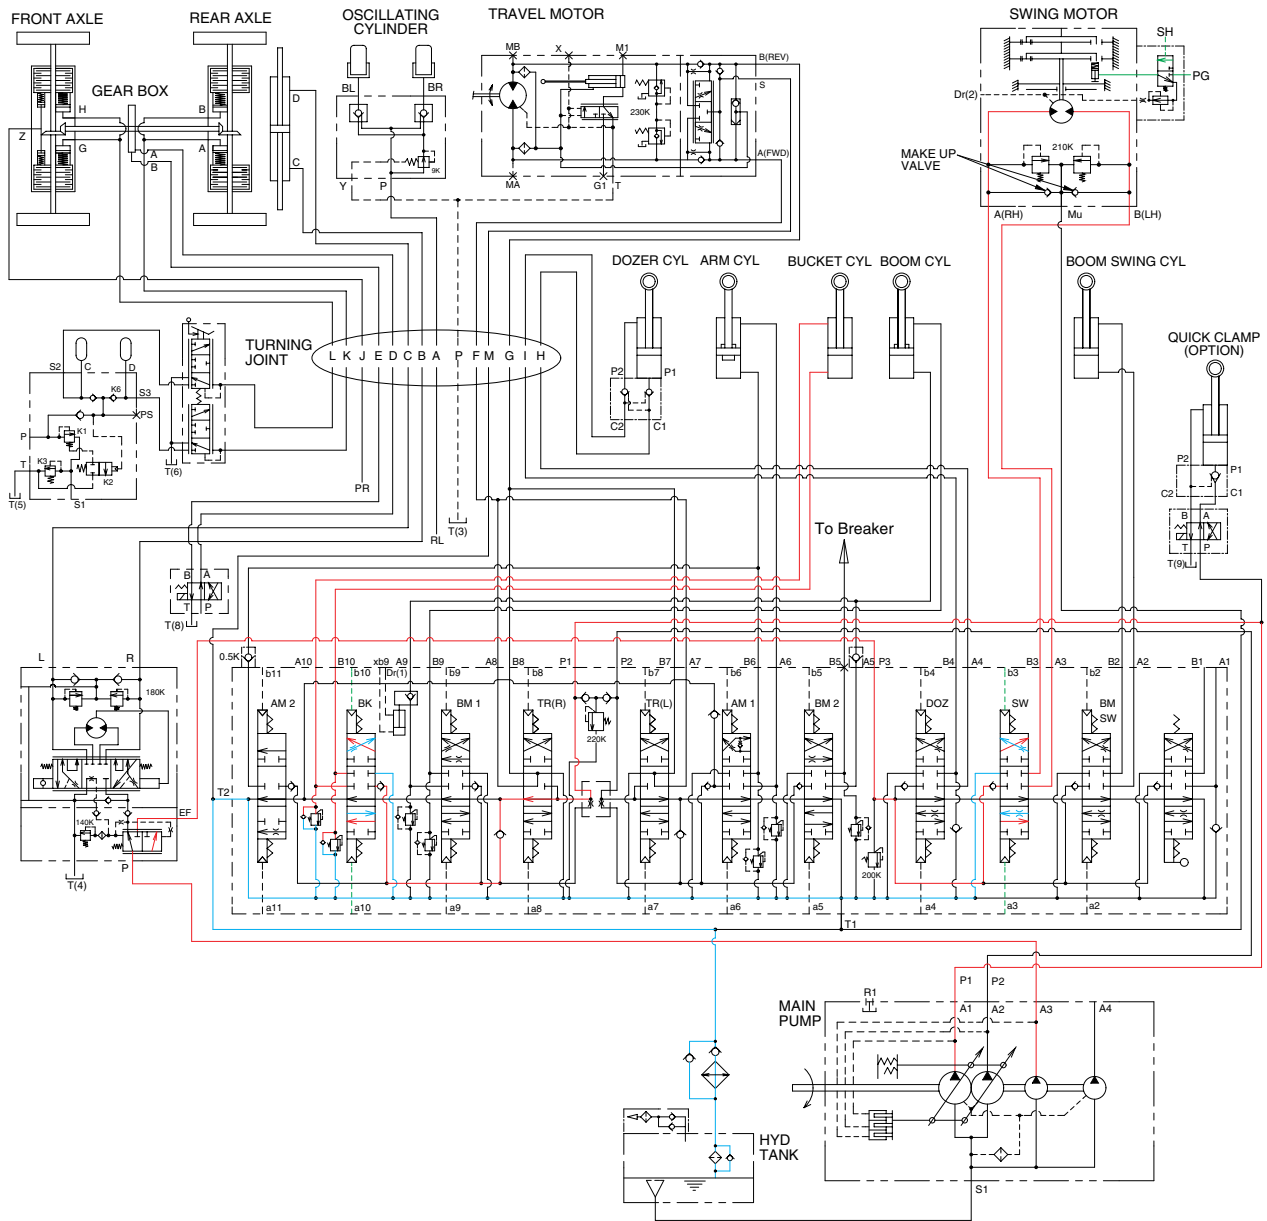 FRONT AXLE
REAR AXLE
OSCILLATING
CYLINDER
TRAVEL MOTOR
SWING MOTOR
MB
X
M1
B(REV)
SH
S
PG
GEAR BOX
BL
BR
D
H
B
Dr(2)
Z
230K
G
A
A
B
C
MAKE UP
VALVE
210K
A(FWD)
Y
P
9K
MA
G1
T
A(RH)
Mu
B(LH)
DOZER CYL
ARM CYL
BUCKET CYL
BOOM CYL
BOOM SWING CYL
QUICK CLAMP
(OPTION)
TURNING
JOINT
L K J E D C B A P F M G I H
S2
C
D
K6
S3
PS
P
K1
T
K3
K2
T(5)
S1
T(6)
P2
P1
C2
C1
P2
P1
C2
C1
PR
RL
T(3)
To Breaker
B
A
T
P
T(9)
B
A
T
P
T(8)
L
R
0.5K
A10
B10
xb9
A9
B9
A8
B8
P1
P2
B7
A7
B6
A6
B5
A5
P3
B4
A4
B3
A3
B2
A2
B1
A1
b11
b10
Dr(1)
b9
b8
b7
b6
b5
b4
b3
b2
180K
AM 2
BK
BM 1
TR(R)
220K
TR(L)
AM 1
BM 2
DOZ
SW
BM
SW
T2
EF
140K
P
T(4)
200K
a11
a10
a9
a8
a7
a6
a5
T1
a4
a3
a2
P1
P2
MAIN
PUMP
R1
A1
A2
A3
A4
HYD
TANK
S1